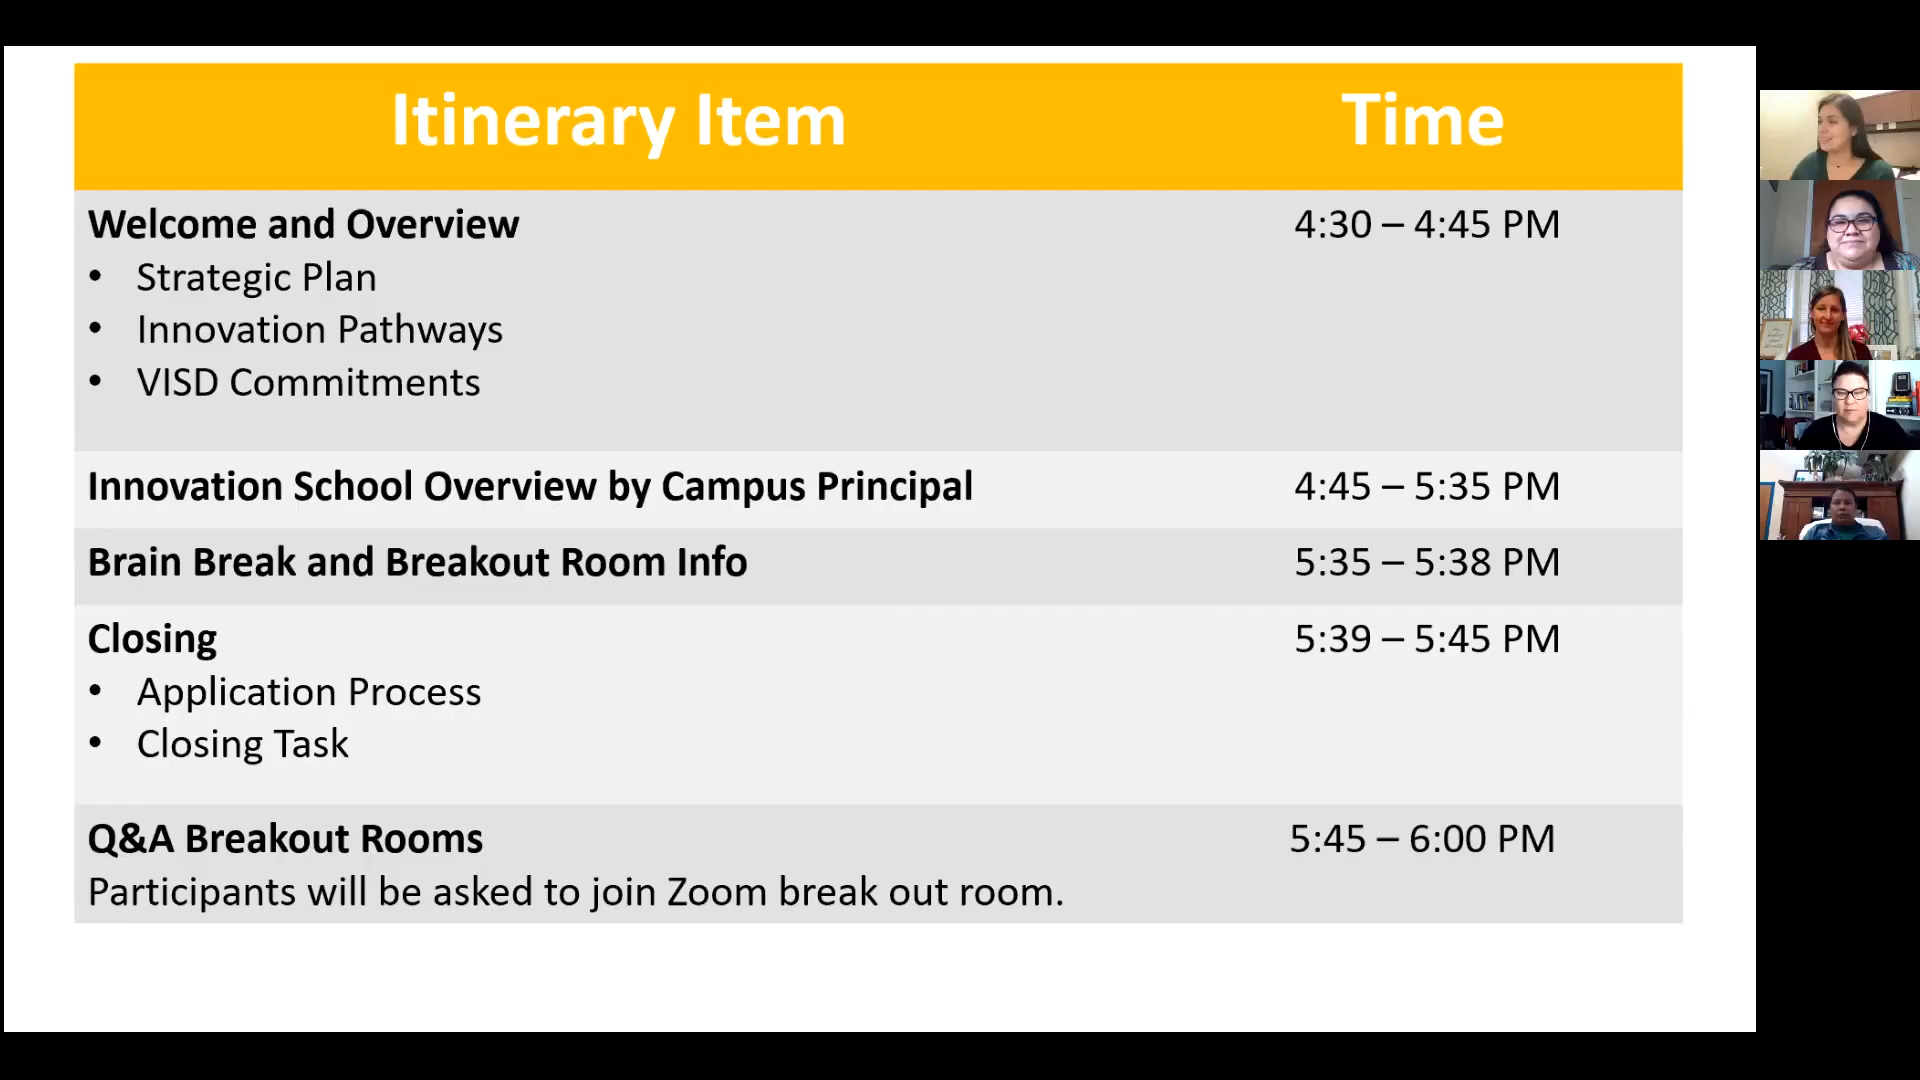 Itinerary Item Time
Welcome and Overview 4:30 – 4:45 PM
• Strategic Plan
• Innovation Pathways
• VISD Commitments
Innovation School Overview by Campus Principal 4:45 – 5:35 PM
Brain Break and Breakout Room Info 5:35 – 5:38 PM
Closing 5:39 – 5:45 PM
• Application Process
• Closing Task
Q&A Breakout Rooms 5:45 – 6:00 PM
Participants will be asked to join Zoom break out room.